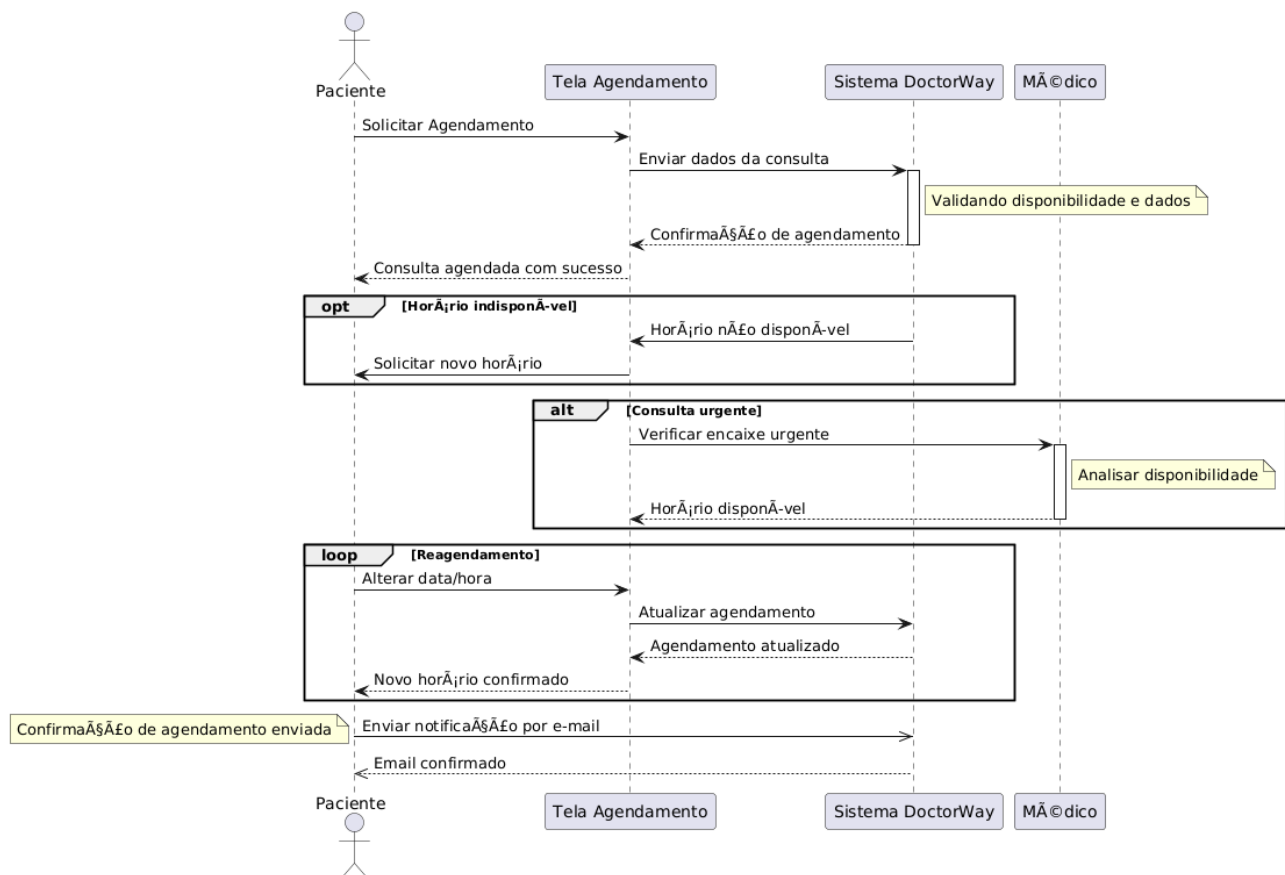 Paciente
Tela Agendamento
Sistema DoctorWay
MÃ©dico
Solicitar Agendamento
Enviar dados da consulta
Validando disponibilidade e dados
ConfirmaÃ§Ã£o de agendamento
Consulta agendada com sucesso
opt [HorÃ¡rio indisponÃ­-vel]
HorÃ¡rio nÃ£o disponÃ­-vel
Solicitar novo horÃ¡rio
alt [Consulta urgente]
Verificar encaixe urgente
Analisar disponibilidade
HorÃ¡rio disponÃ­-vel
loop [Reagendamento]
Alterar data/hora
Atualizar agendamento
Agendamento atualizado
Novo horÃ¡rio confirmado
ConfirmaÃ§Ã£o de agendamento enviada
Enviar notificaÃ§Ã£o por e-mail
Email confirmado
Paciente
Tela Agendamento
Sistema DoctorWay
MÃ©dico